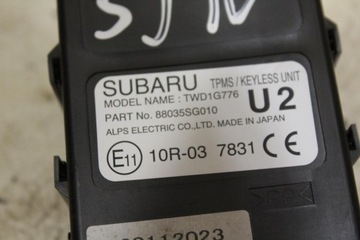 SUBARU TPMS / KEYLESS UNIT
MODEL NAME : TWD1G776 U2
PART No. 88035SG010
ALPS ELECTRIC CO.,LTD. MADE IN JAPAN
E11 10R-03 7831 CE